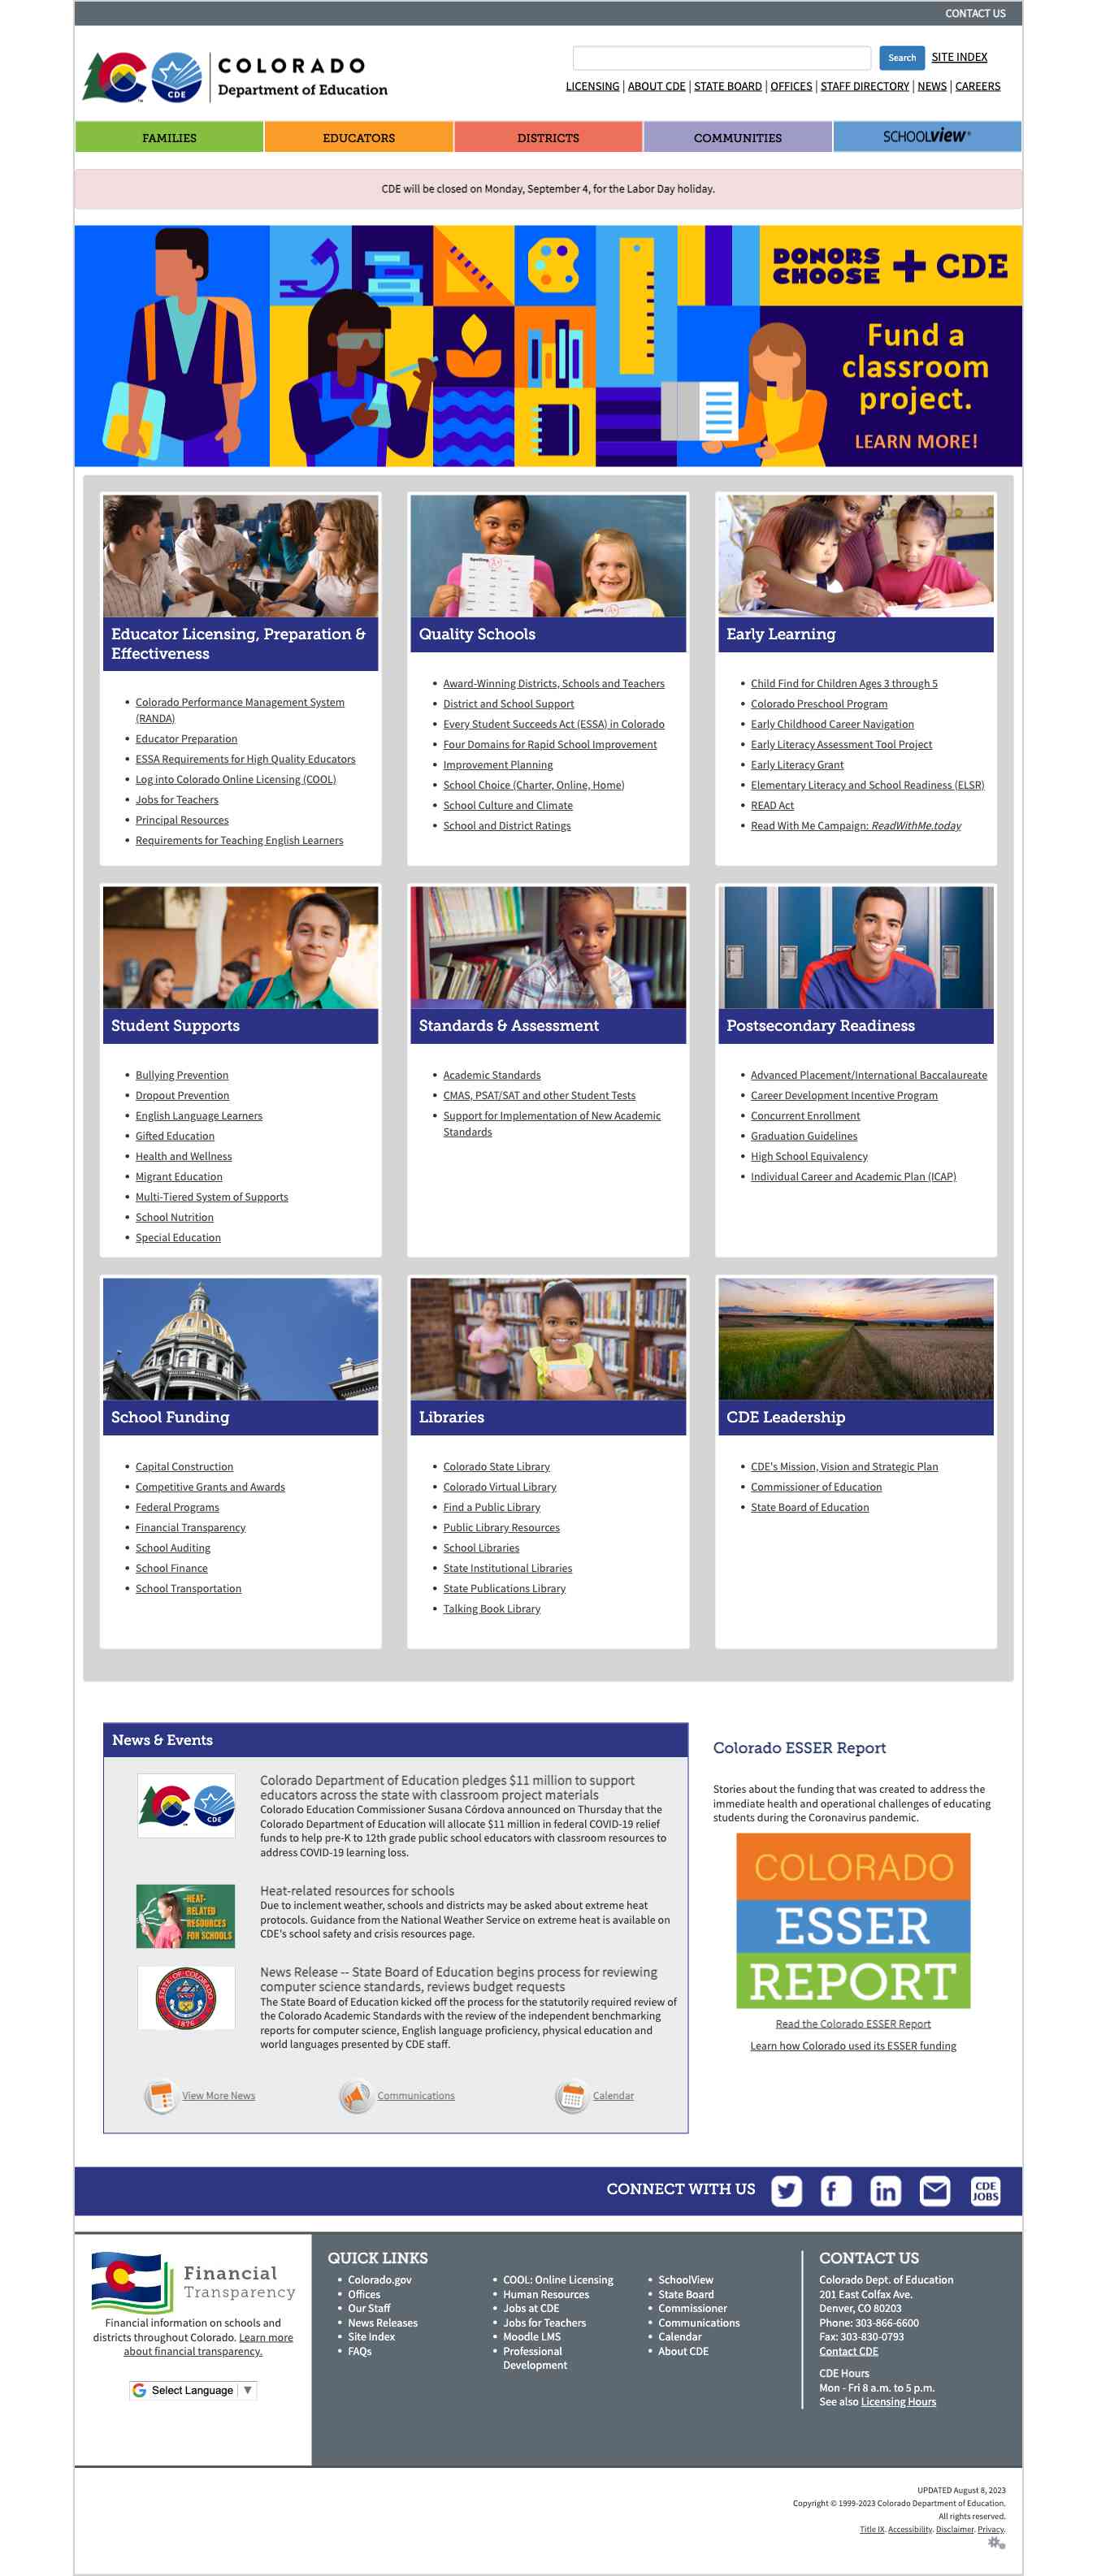 CONTACT US
COLORADO
Department of Education
CDE
Search
SITE INDEX
LICENSING | ABOUT CDE | STATE BOARD | OFFICES | STAFF DIRECTORY | NEWS | CAREERS
FAMILIES
EDUCATORS
DISTRICTS
COMMUNITIES
SCHOOLVIEW®
CDE will be closed on Monday, September 4, for the Labor Day holiday.
DONORS CHOOSE + CDE
Fund a
classroom
project.
LEARN MORE!
Educator Licensing, Preparation &
Effectiveness
• Colorado Performance Management System
(RANDA)
• Educator Preparation
• ESSA Requirements for High Quality Educators
• Log into Colorado Online Licensing (COOL)
• Jobs for Teachers
• Principal Resources
• Requirements for Teaching English Learners
Quality Schools
• Award-Winning Districts, Schools and Teachers
• District and School Support
• Every Student Succeeds Act (ESSA) in Colorado
• Four Domains for Rapid School Improvement
• Improvement Planning
• School Choice (Charter, Online, Home)
• School Culture and Climate
• School and District Ratings
Early Learning
• Child Find for Children Ages 3 through 5
• Colorado Preschool Program
• Early Childhood Career Navigation
• Early Literacy Assessment Tool Project
• Early Literacy Grant
• Elementary Literacy and School Readiness (ELSR)
• READ Act
• Read With Me Campaign: ReadWithMe.today
Student Supports
• Bullying Prevention
• Dropout Prevention
• English Language Learners
• Gifted Education
• Health and Wellness
• Migrant Education
• Multi-Tiered System of Supports
• School Nutrition
• Special Education
Standards & Assessment
• Academic Standards
• CMAS, PSAT/SAT and other Student Tests
• Support for Implementation of New Academic
Standards
Postsecondary Readiness
• Advanced Placement/International Baccalaureate
• Career Development Incentive Program
• Concurrent Enrollment
• Graduation Guidelines
• High School Equivalency
• Individual Career and Academic Plan (ICAP)
School Funding
• Capital Construction
• Competitive Grants and Awards
• Federal Programs
• Financial Transparency
• School Auditing
• School Finance
• School Transportation
Libraries
• Colorado State Library
• Colorado Virtual Library
• Find a Public Library
• Public Library Resources
• School Libraries
• State Institutional Libraries
• State Publications Library
• Talking Book Library
CDE Leadership
• CDE's Mission, Vision and Strategic Plan
• Commissioner of Education
• State Board of Education
News & Events
CDE
Colorado Department of Education pledges $11 million to support
educators across the state with classroom project materials
Colorado Education Commissioner Susana Córdova announced on Thursday that the
Colorado Department of Education will allocate $11 million in federal COVID-19 relief
funds to help pre-K to 12th grade public school educators with classroom resources to
address COVID-19 learning loss.
HEAT-
RELATED
RESOURCES
FOR SCHOOLS
Heat-related resources for schools
Due to inclement weather, schools and districts may be asked about extreme heat
protocols. Guidance from the National Weather Service on extreme heat is available on
CDE's school safety and crisis resources page.
STATE OF COLORADO
1876
News Release -- State Board of Education begins process for reviewing
computer science standards, reviews budget requests
The State Board of Education kicked off the process for the statutorily required review of
the Colorado Academic Standards with the review of the independent benchmarking
reports for computer science, English language proficiency, physical education and
world languages presented by CDE staff.
View More News
Communications
Calendar
Colorado ESSER Report
Stories about the funding that was created to address the
immediate health and operational challenges of educating
students during the Coronavirus pandemic.
COLORADO
ESSER
REPORT
Read the Colorado ESSER Report
Learn how Colorado used its ESSER funding
CONNECT WITH US
CDE
JOBS
Financial
Transparency
Financial information on schools and
districts throughout Colorado. Learn more
about financial transparency.
Select Language ▼
QUICK LINKS
• Colorado.gov
• Offices
• Our Staff
• News Releases
• Site Index
• FAQs
• COOL: Online Licensing
• Human Resources
• Jobs at CDE
• Jobs for Teachers
• Moodle LMS
• Professional
Development
• SchoolView
• State Board
• Commissioner
• Communications
• Calendar
• About CDE
CONTACT US
Colorado Dept. of Education
201 East Colfax Ave.
Denver, CO 80203
Phone: 303-866-6600
Fax: 303-830-0793
Contact CDE
CDE Hours
Mon - Fri 8 a.m. to 5 p.m.
See also Licensing Hours
UPDATED August 8, 2023
Copyright © 1999-2023 Colorado Department of Education.
All rights reserved.
Title IX. Accessibility. Disclaimer. Privacy.